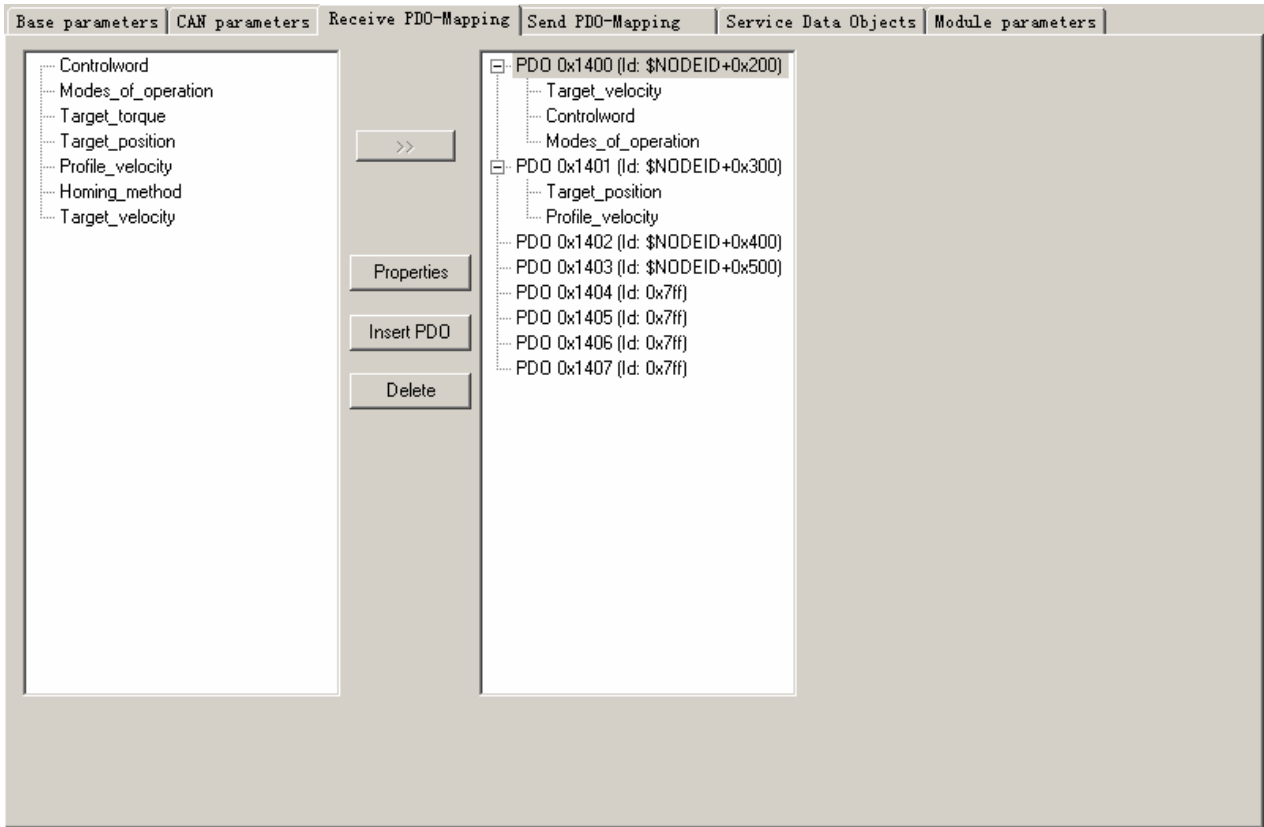 Base parameters CAN parameters Receive PDO-Mapping Send PDO-Mapping Service Data Objects Module parameters
Controlword
Modes_of_operation
Target_torque
Target_position
Profile_velocity
Homing_method
Target_velocity
>>
Properties
Insert PDO
Delete
PDO 0x1400 (Id: $NODEID+0x200)
Target_velocity
Controlword
Modes_of_operation
PDO 0x1401 (Id: $NODEID+0x300)
Target_position
Profile_velocity
PDO 0x1402 (Id: $NODEID+0x400)
PDO 0x1403 (Id: $NODEID+0x500)
PDO 0x1404 (Id: 0x7ff)
PDO 0x1405 (Id: 0x7ff)
PDO 0x1406 (Id: 0x7ff)
PDO 0x1407 (Id: 0x7ff)